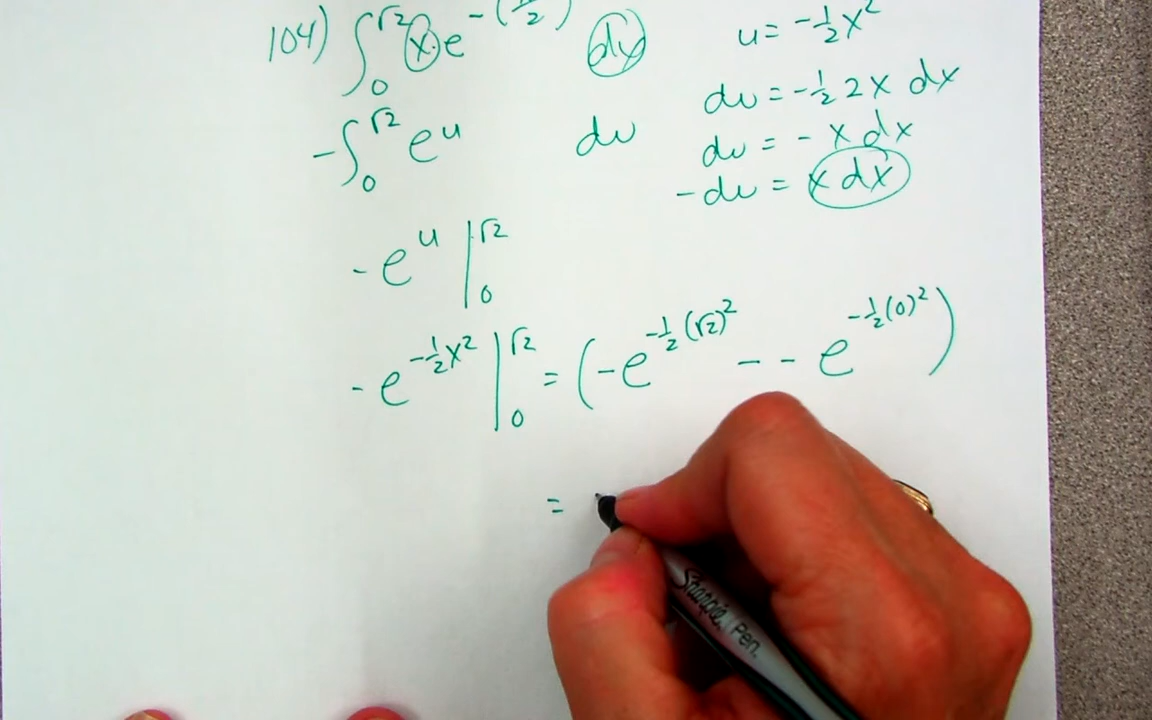 104) ∫₀^√2 x·e^-( /2) dx
u = -½x²
du = -½ 2x dx
-∫₀^√2 e^u du
du = - x dx
-du = x dx
-e^u |₀^√2
-e^(-½x²) |₀^√2 = (-e^(-½(√2)²) - - e^(-½(0)²))
=
Sharpie Pen.